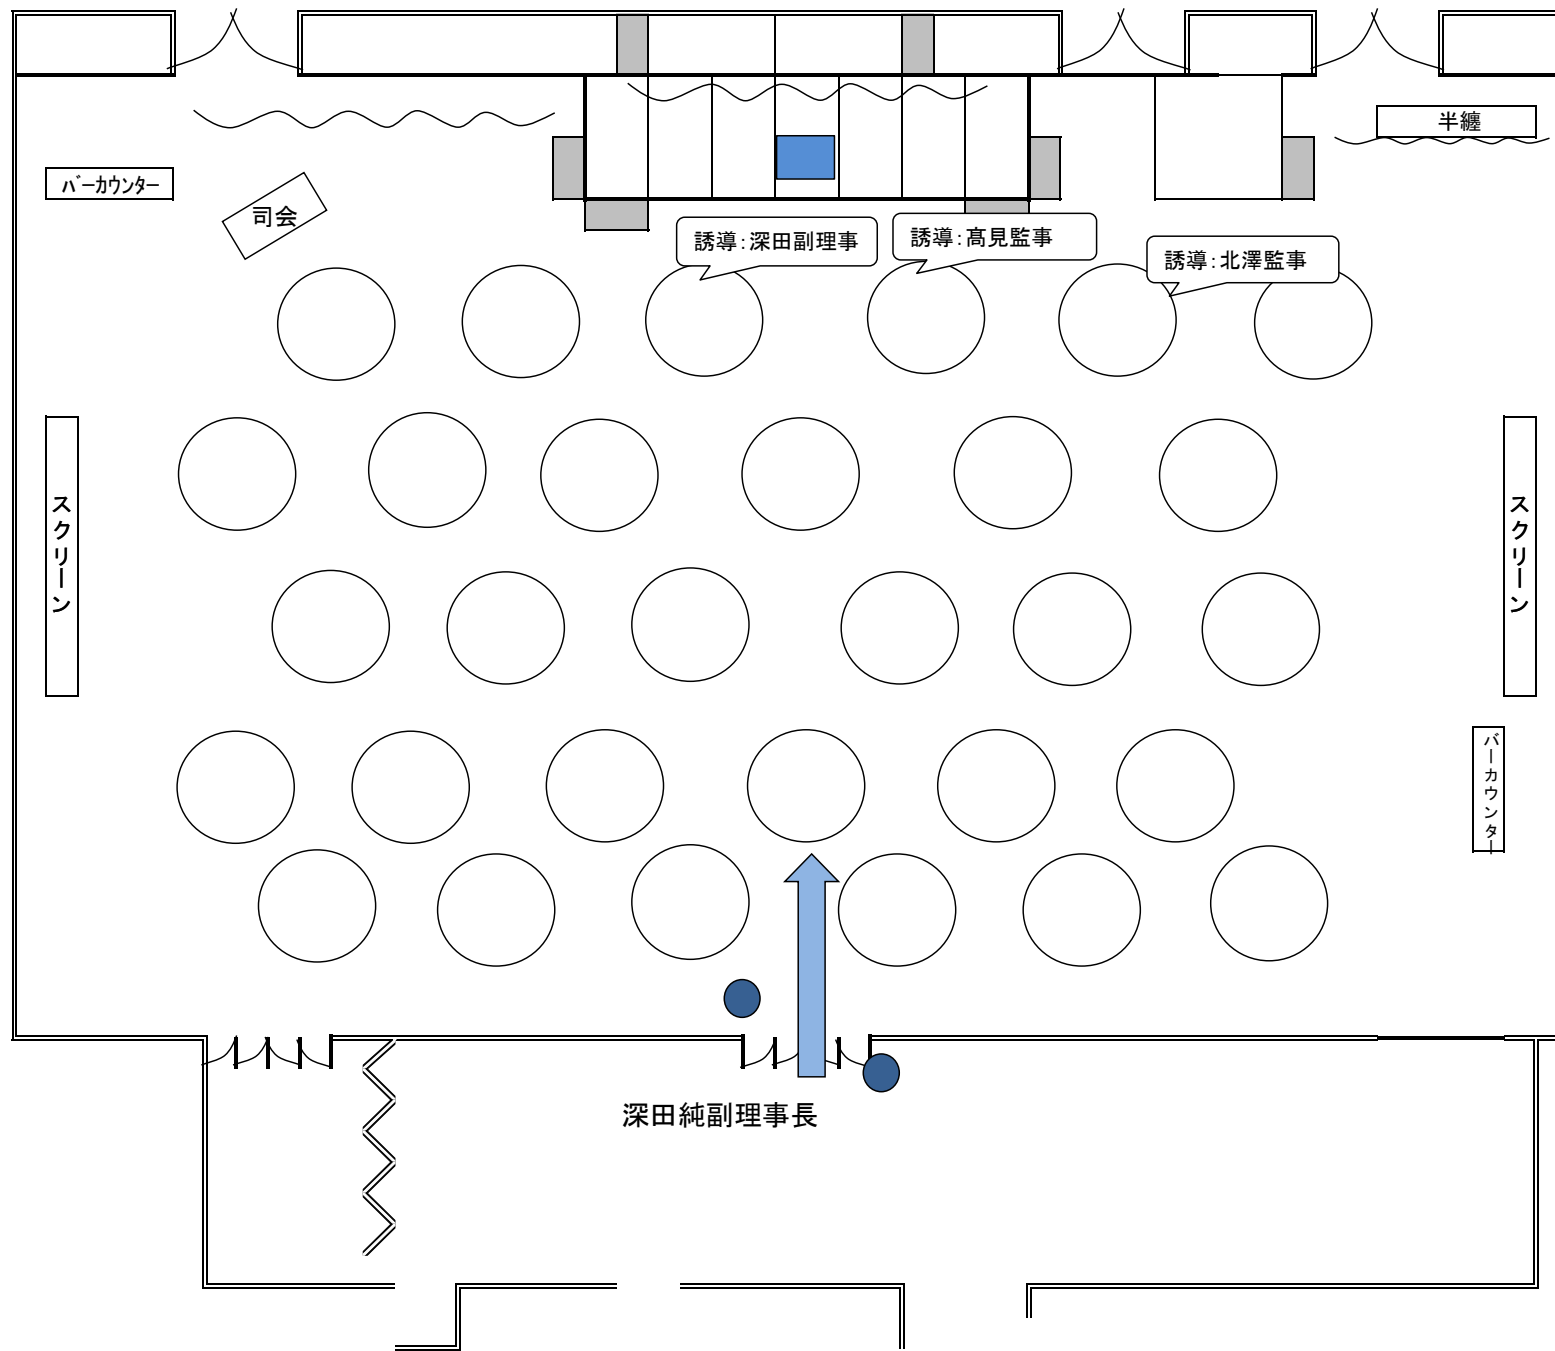 半纏
バーカウンター
司会
誘導：深田副理事
誘導：髙見監事
誘導：北澤監事
スクリーン
スクリーン
バーカウンター
深田純副理事長